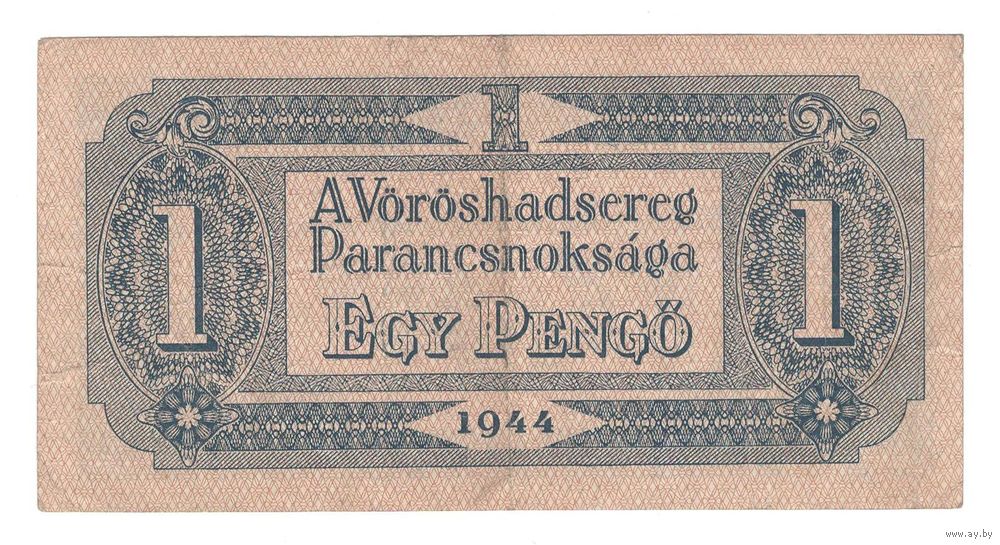 1
A Vöröshadsereg
Parancsnoksága
EGY PENGŐ
1
1
1944
www.ay.by